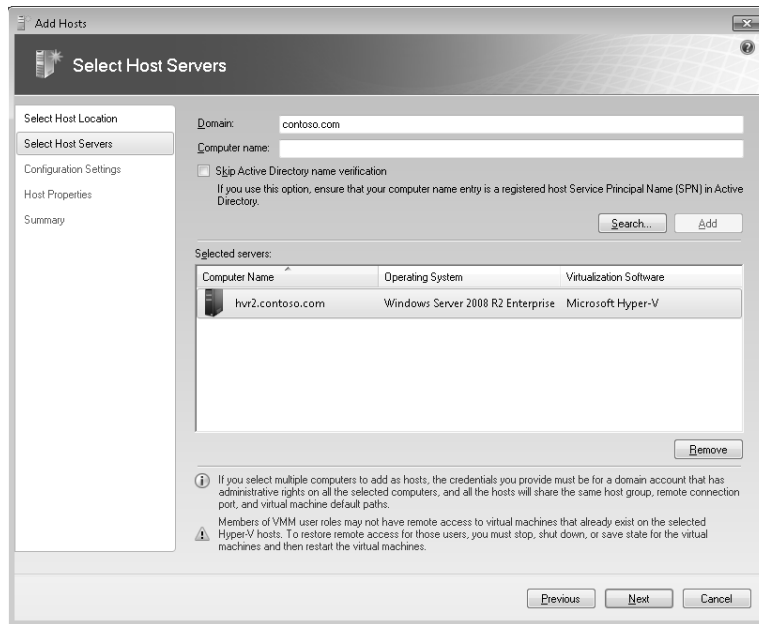 Add Hosts
Select Host Servers
Select Host Location
Select Host Servers
Configuration Settings
Host Properties
Summary
Domain: contoso.com
Computer name:
Skip Active Directory name verification
If you use this option, ensure that your computer name entry is a registered host Service Principal Name (SPN) in Active
Directory.
Search... Add
Selected servers:
Computer Name Operating System Virtualization Software
hvr2.contoso.com Windows Server 2008 R2 Enterprise Microsoft Hyper-V
Remove
If you select multiple computers to add as hosts, the credentials you provide must be for a domain account that has
administrative rights on all the selected computers, and all the hosts will share the same host group, remote connection
port, and virtual machine default paths.
Members of VMM user roles may not have remote access to virtual machines that already exist on the selected
Hyper-V hosts. To restore remote access for those users, you must stop, shut down, or save state for the virtual
machines and then restart the virtual machines.
Previous Next Cancel